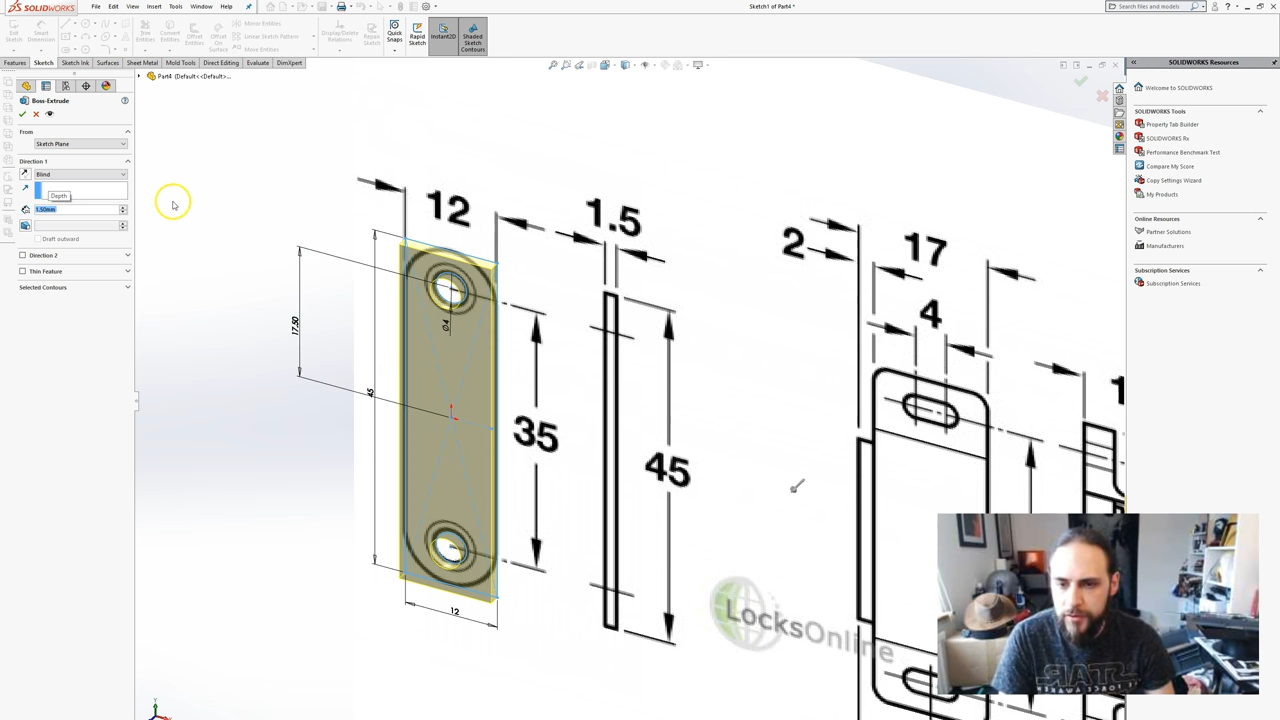 SOLIDWORKS
File Edit View Insert Tools Window Help
Sketch1 of Part4 *
Search files and models
Exit Sketch
Smart Dimension
Trim Entities
Convert Entities
Offset Entities
Offset On Surface
Mirror Entities
Linear Sketch Pattern
Move Entities
Display/Delete Relations
Repair Sketch
Quick Snaps
Rapid Sketch
Instant2D
Shaded Sketch Contours
Features Sketch Sketch Ink Surfaces Sheet Metal Mold Tools Direct Editing Evaluate DimXpert
Part4 (Default<<Default>...
Boss-Extrude
From
Sketch Plane
Direction 1
Blind
Depth
1.50mm
Draft outward
Direction 2
Thin Feature
Selected Contours
12
1.5
2
17
4
17.50
45
Ø4
35
45
12
1
LocksOnline
SOLIDWORKS Resources
Welcome to SOLIDWORKS
SOLIDWORKS Tools
Property Tab Builder
SOLIDWORKS Rx
Performance Benchmark Test
Compare My Score
Copy Settings Wizard
My Products
Online Resources
Partner Solutions
Manufacturers
Subscription Services
Subscription Services